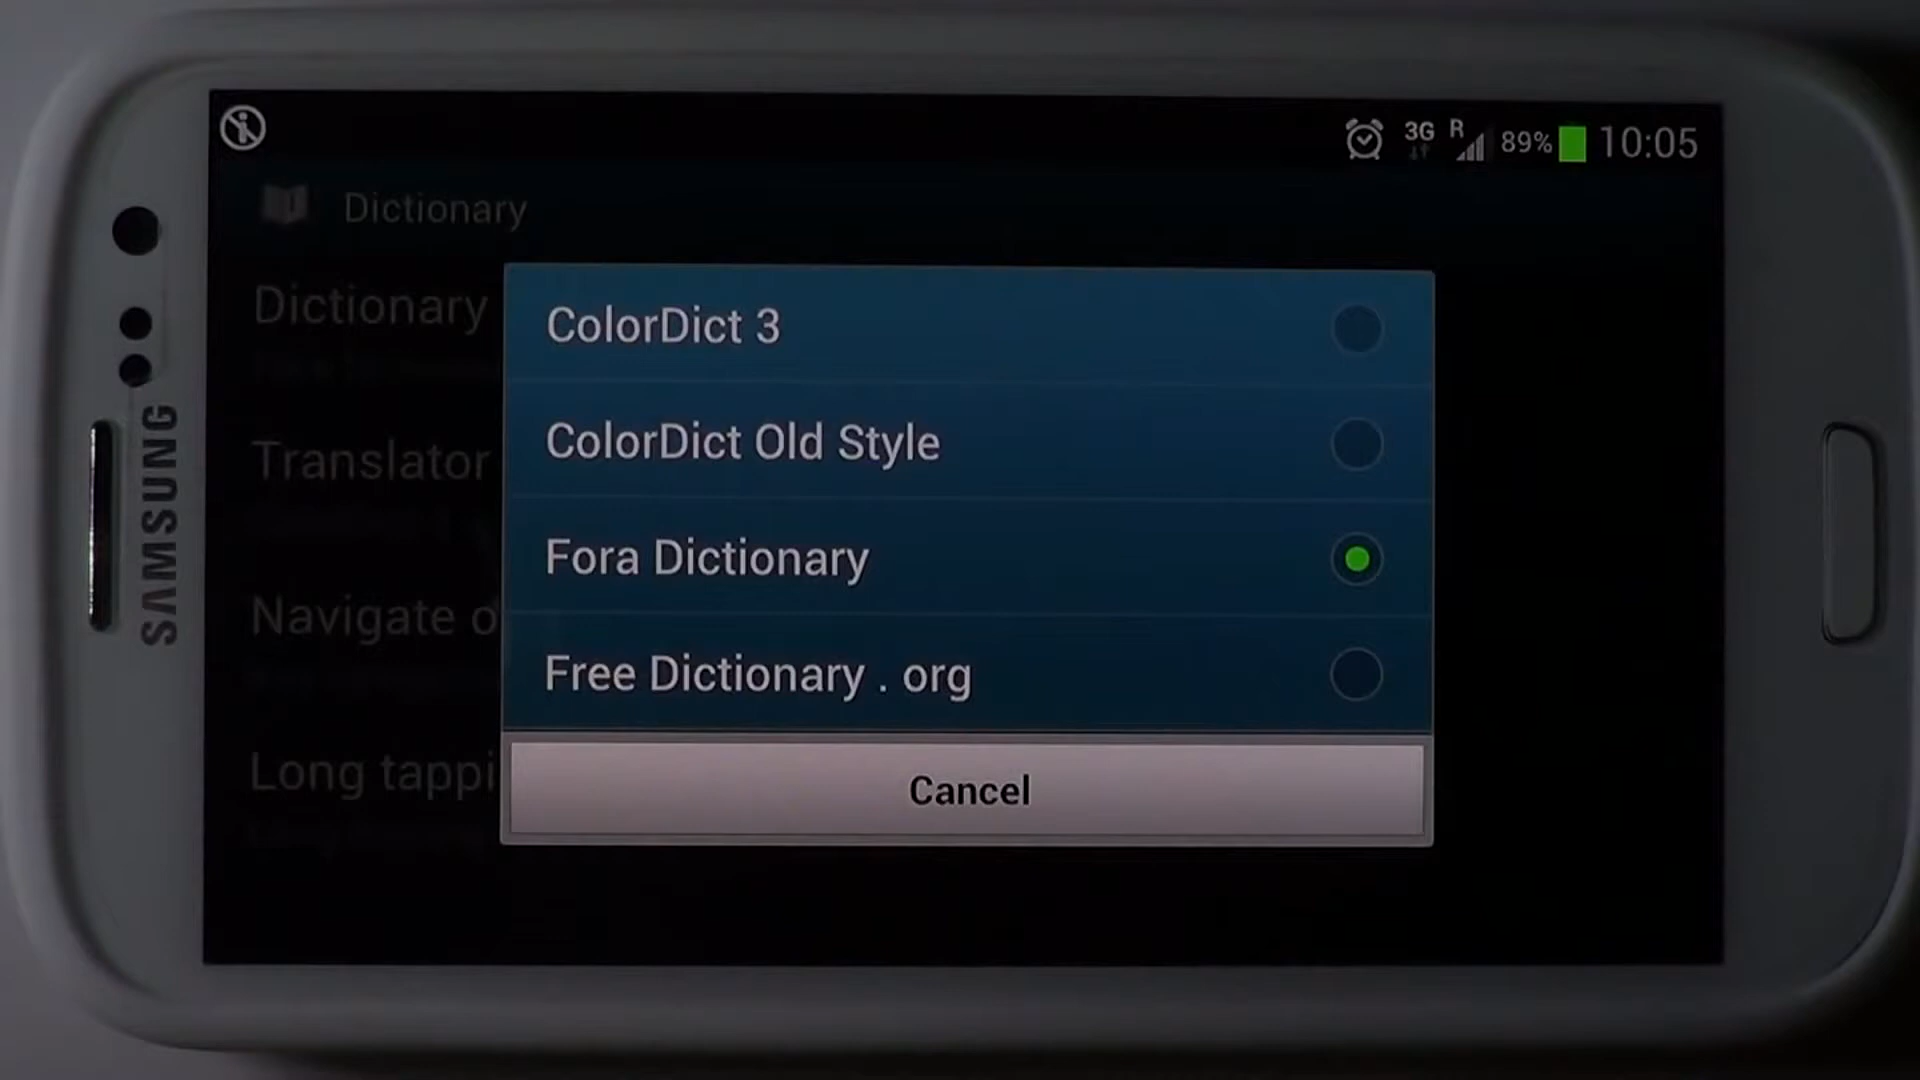 3G R 89% 10:05
Dictionary
Dictionary
Translator
Navigate o
Long tappi
ColorDict 3
ColorDict Old Style
Fora Dictionary
Free Dictionary . org
Cancel
SAMSUNG